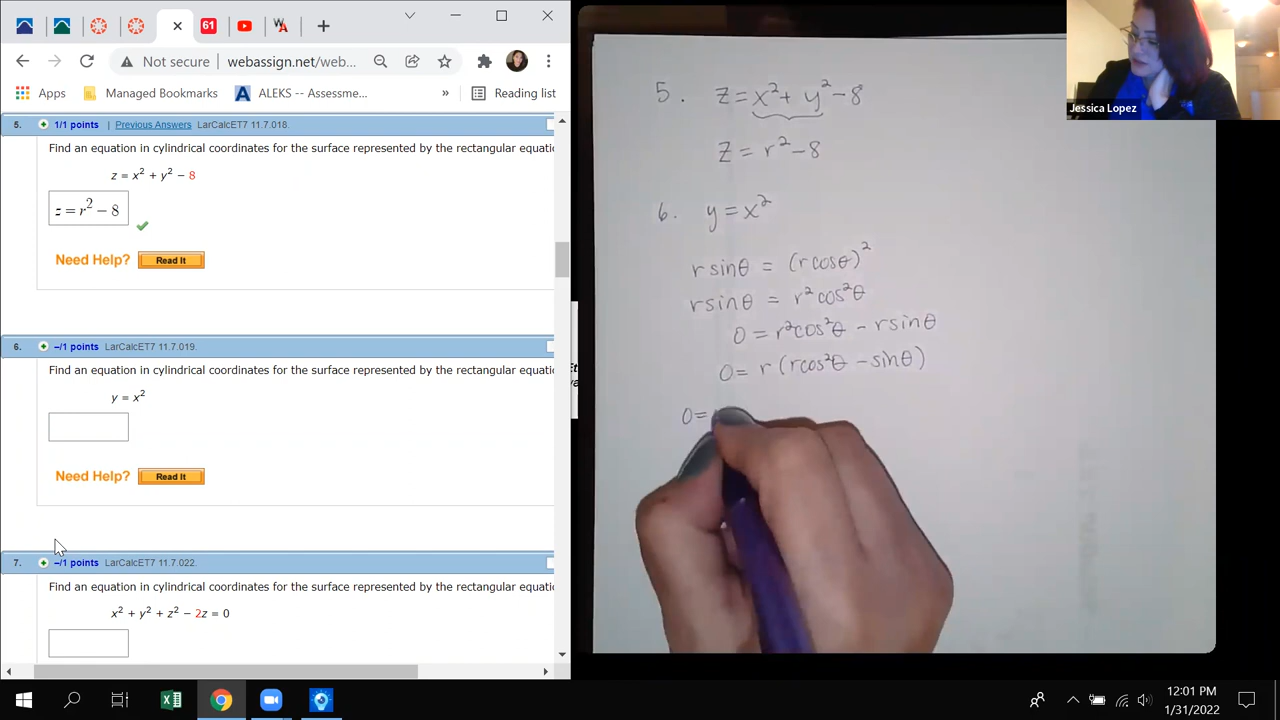 61
Not secure
webassign.net/web...
Apps
Managed Bookmarks
ALEKS -- Assessme...
»
Reading list
5.
1/1 points | Previous Answers LarCalcET7 11.7.018.
Find an equation in cylindrical coordinates for the surface represented by the rectangular equatio
z = x² + y² − 8
z = r² − 8
Need Help? Read It
6.
–/1 points LarCalcET7 11.7.019.
Find an equation in cylindrical coordinates for the surface represented by the rectangular equatio
y = x²
Need Help? Read It
7.
–/1 points LarCalcET7 11.7.022.
Find an equation in cylindrical coordinates for the surface represented by the rectangular equatio
x² + y² + z² − 2z = 0
5. z = x² + y² − 8
z = r² − 8
6. y = x²
r sinθ = (r cosθ)²
r sinθ = r² cos²θ
0 = r²cos²θ − r sinθ
0 = r (r cos²θ − sinθ)
0 =
Jessica Lopez
12:01 PM
1/31/2022